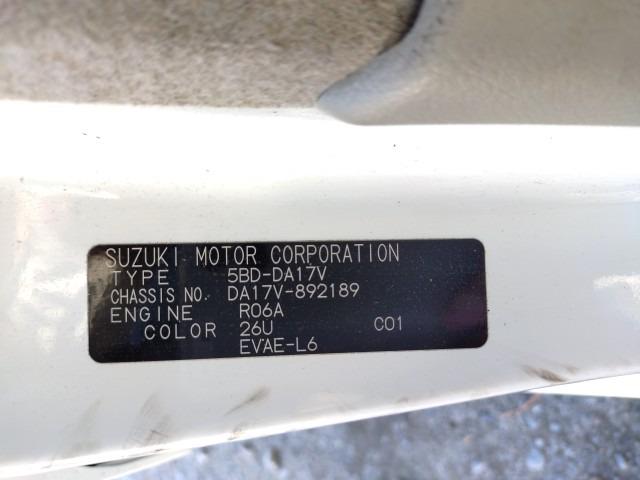 SUZUKI MOTOR CORPORATION
TYPE 5BD-DA17V
CHASSIS NO. DA17V-892189
ENGINE R06A
COLOR 26U C01
EVAE-L6